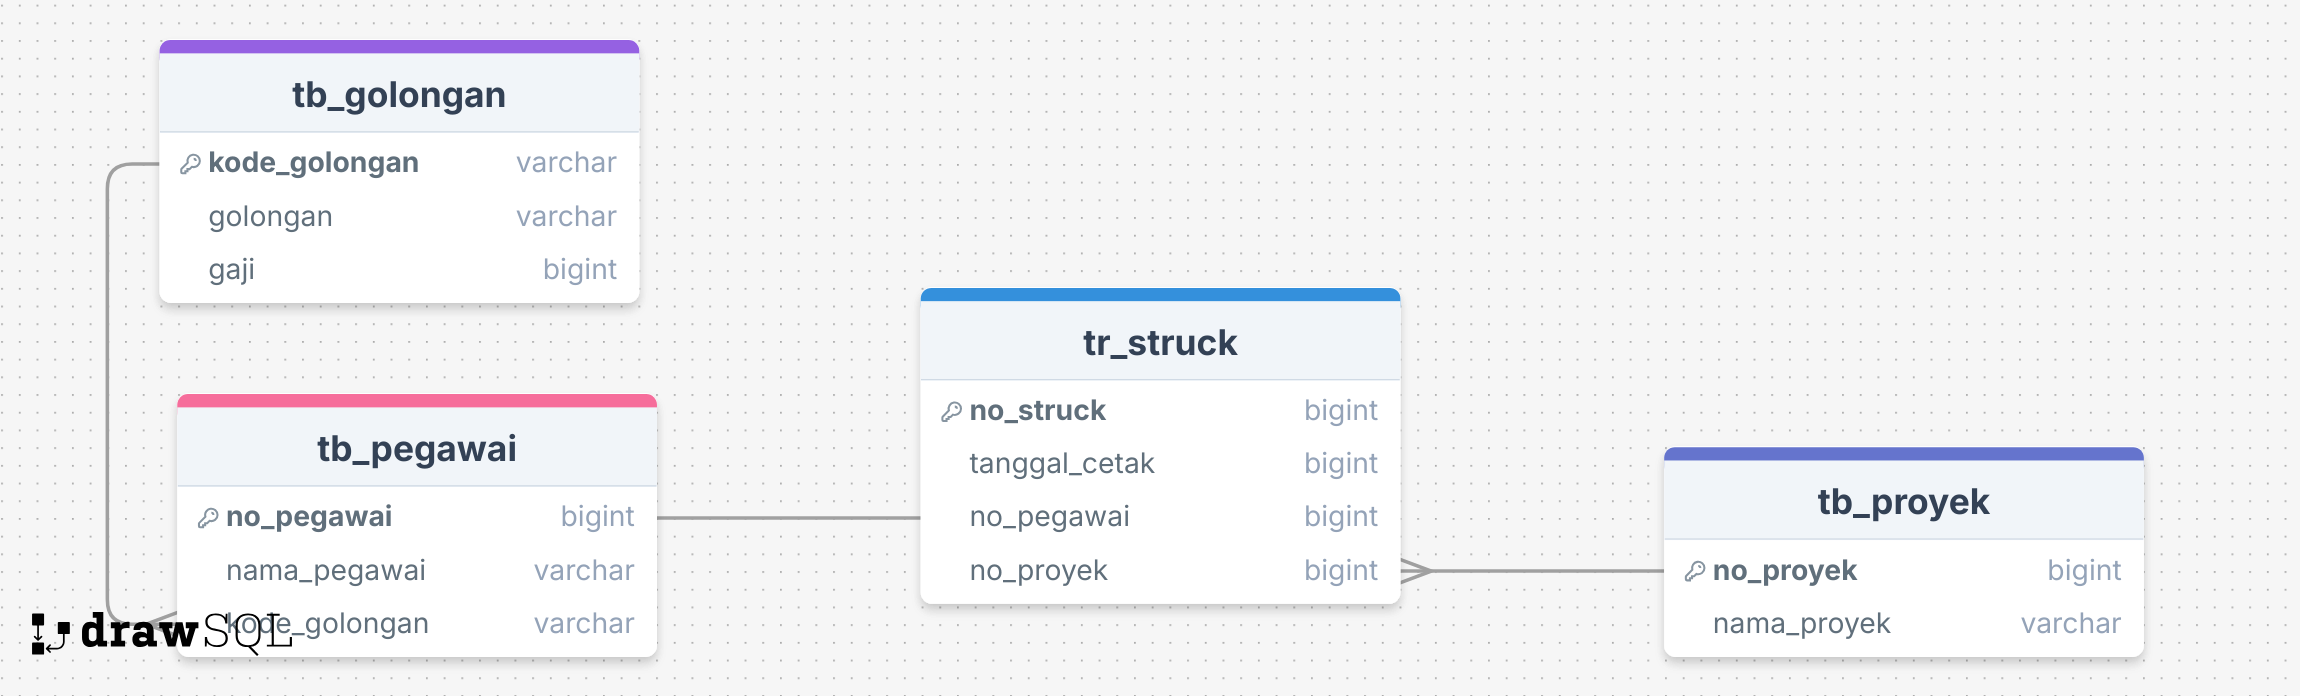 tb_golongan
kode_golongan varchar
golongan varchar
gaji bigint
tb_pegawai
no_pegawai bigint
nama_pegawai varchar
kode_golongan varchar
tr_struck
no_struck bigint
tanggal_cetak bigint
no_pegawai bigint
no_proyek bigint
tb_proyek
no_proyek bigint
nama_proyek varchar
drawSQL